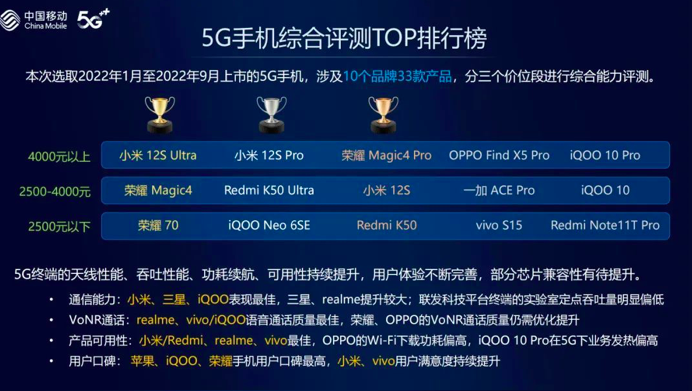 中国移动
China Mobile
5G++
5G手机综合评测TOP排行榜
本次选取2022年1月至2022年9月上市的5G手机，涉及10个品牌33款产品，分三个价位段进行综合能力评测。
4000元以上 小米 12S Ultra 小米 12S Pro 荣耀 Magic4 Pro OPPO Find X5 Pro iQOO 10 Pro
2500-4000元 荣耀 Magic4 Redmi K50 Ultra 小米 12S 一加 ACE Pro iQOO 10
2500元以下 荣耀 70 iQOO Neo 6SE Redmi K50 vivo S15 Redmi Note11T Pro
5G终端的天线性能、吞吐性能、功耗续航、可用性持续提升，用户体验不断完善，部分芯片兼容性有待提升。
• 通信能力：小米、三星、iQOO表现最佳，三星、realme提升较大；联发科技平台终端的实验室定点吞吐量明显偏低
• VoNR通话：realme、vivo/iQOO语音通话质量最佳，荣耀、OPPO的VoNR通话质量仍需优化提升
• 产品可用性：小米/Redmi、realme、vivo最佳，OPPO的Wi-Fi下载功耗偏高，iQOO 10 Pro在5G下业务发热偏高
• 用户口碑：苹果、iQOO、荣耀手机用户口碑最高，小米、vivo用户满意度持续提升